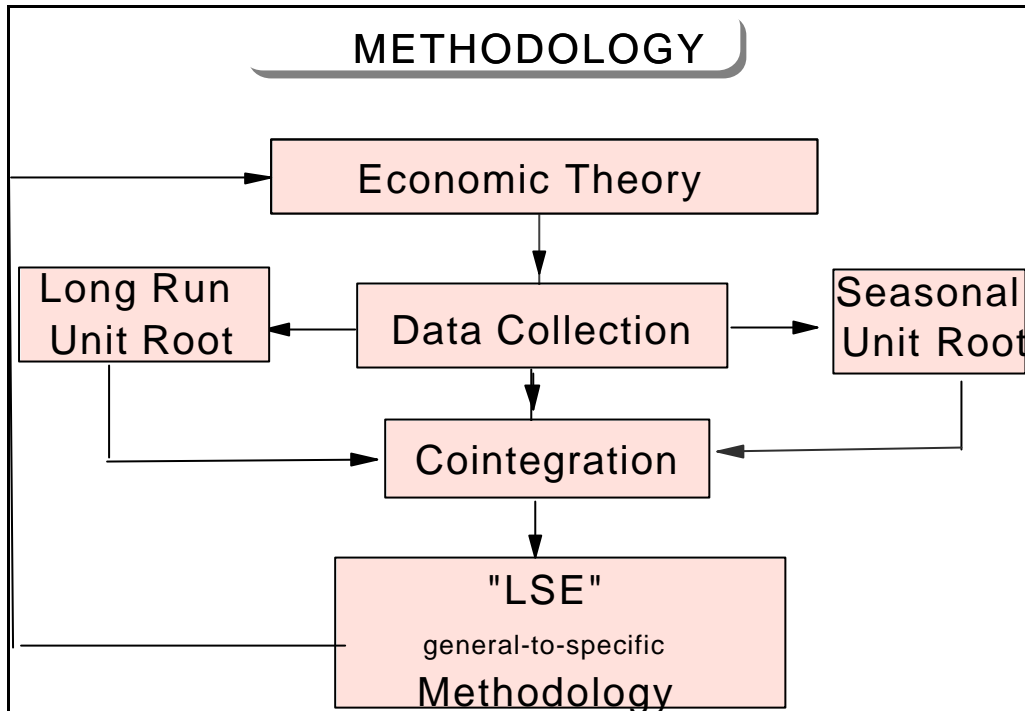 METHODOLOGY
Economic Theory
Long Run
Unit Root
Data Collection
Seasonal
Unit Root
Cointegration
"LSE"
general-to-specific
Methodology